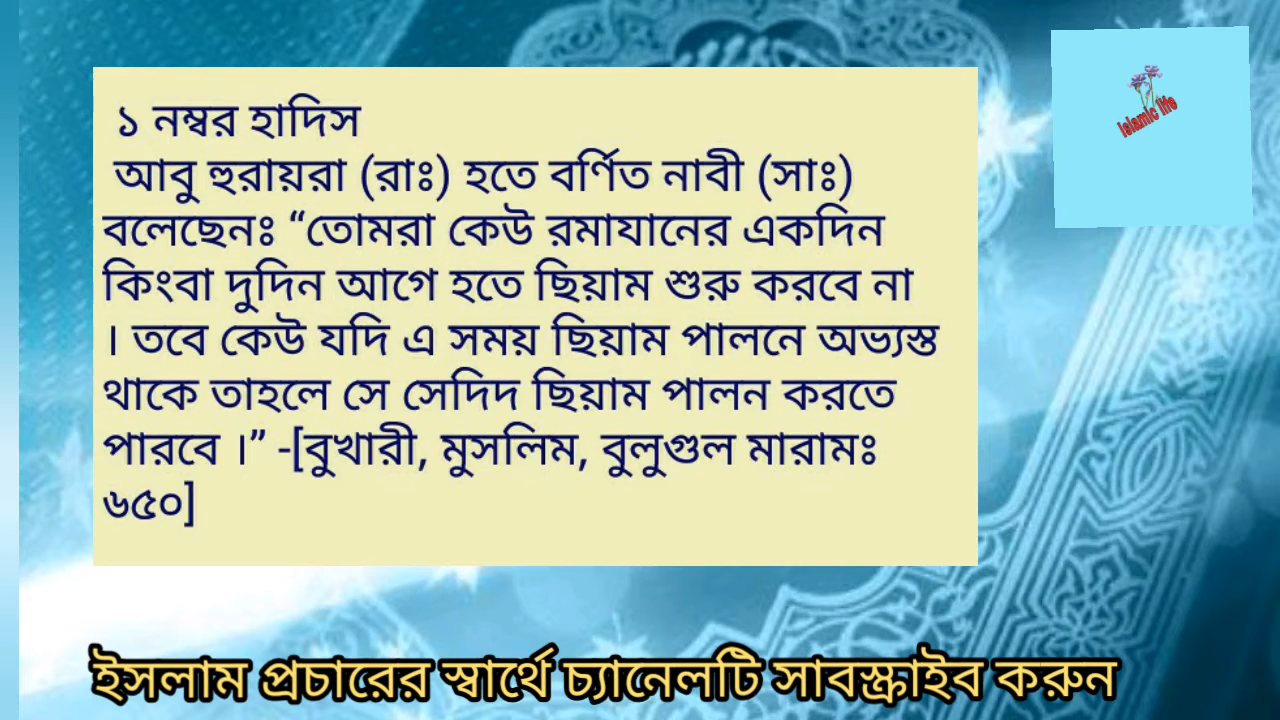 ১ নম্বর হাদিস
আবু হুরায়রা (রাঃ) হতে বর্ণিত নাবী (সাঃ)
বলেছেনঃ “তোমরা কেউ রমাযানের একদিন
কিংবা দুদিন আগে হতে ছিয়াম শুরু করবে না
। তবে কেউ যদি এ সময় ছিয়াম পালনে অভ্যস্ত
থাকে তাহলে সে সেদিদ ছিয়াম পালন করতে
পারবে ।” -[বুখারী, মুসলিম, বুলুগুল মারামঃ
৬৫০]
Islamic life
ইসলাম প্রচারের স্বার্থে চ্যানেলটি সাবস্ক্রাইব করুন